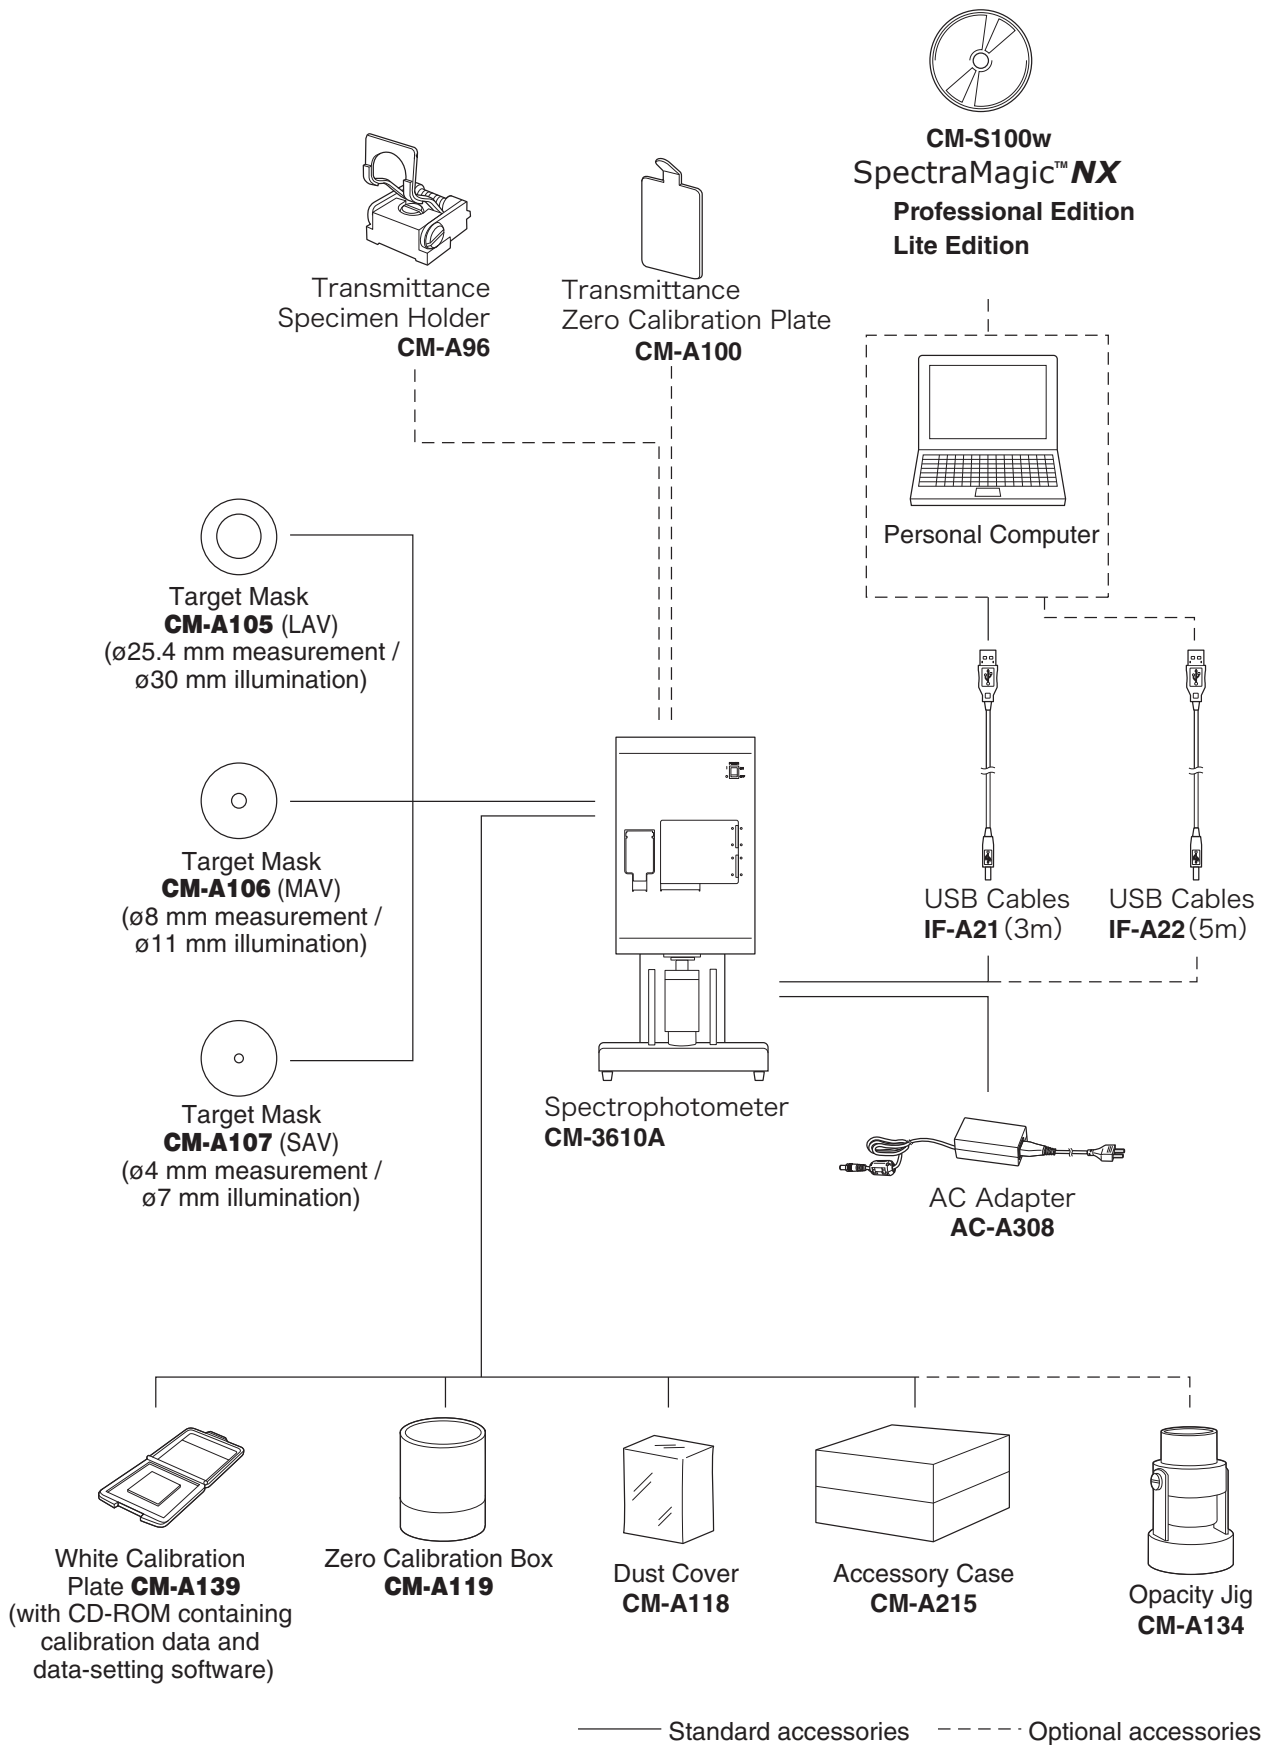 CM-S100w
SpectraMagic™ NX
Professional Edition
Lite Edition
Transmittance
Specimen Holder
CM-A96
Transmittance
Zero Calibration Plate
CM-A100
Personal Computer
Target Mask
CM-A105 (LAV)
(ø25.4 mm measurement /
ø30 mm illumination)
Target Mask
CM-A106 (MAV)
(ø8 mm measurement /
ø11 mm illumination)
USB Cables
IF-A21 (3m)
USB Cables
IF-A22 (5m)
Target Mask
CM-A107 (SAV)
(ø4 mm measurement /
ø7 mm illumination)
Spectrophotometer
CM-3610A
AC Adapter
AC-A308
White Calibration
Plate CM-A139
(with CD-ROM containing
calibration data and
data-setting software)
Zero Calibration Box
CM-A119
Dust Cover
CM-A118
Accessory Case
CM-A215
Opacity Jig
CM-A134
Standard accessories
Optional accessories